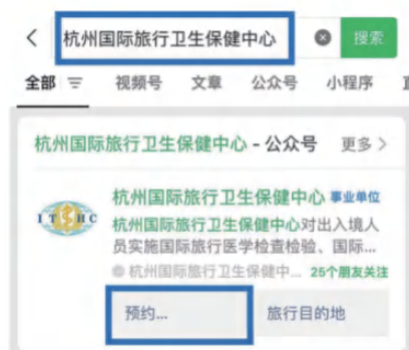 杭州国际旅行卫生保健中心 搜索
全部 视频号 文章 公众号 小程序
杭州国际旅行卫生保健中心 - 公众号 更多
杭州国际旅行卫生保健中心 事业单位
ITHC
杭州国际旅行卫生保健中心对出入境人
员实施国际旅行医学检查检验、国际...
杭州国际旅行卫生保健中... 25个朋友关注
预约... 旅行目的地